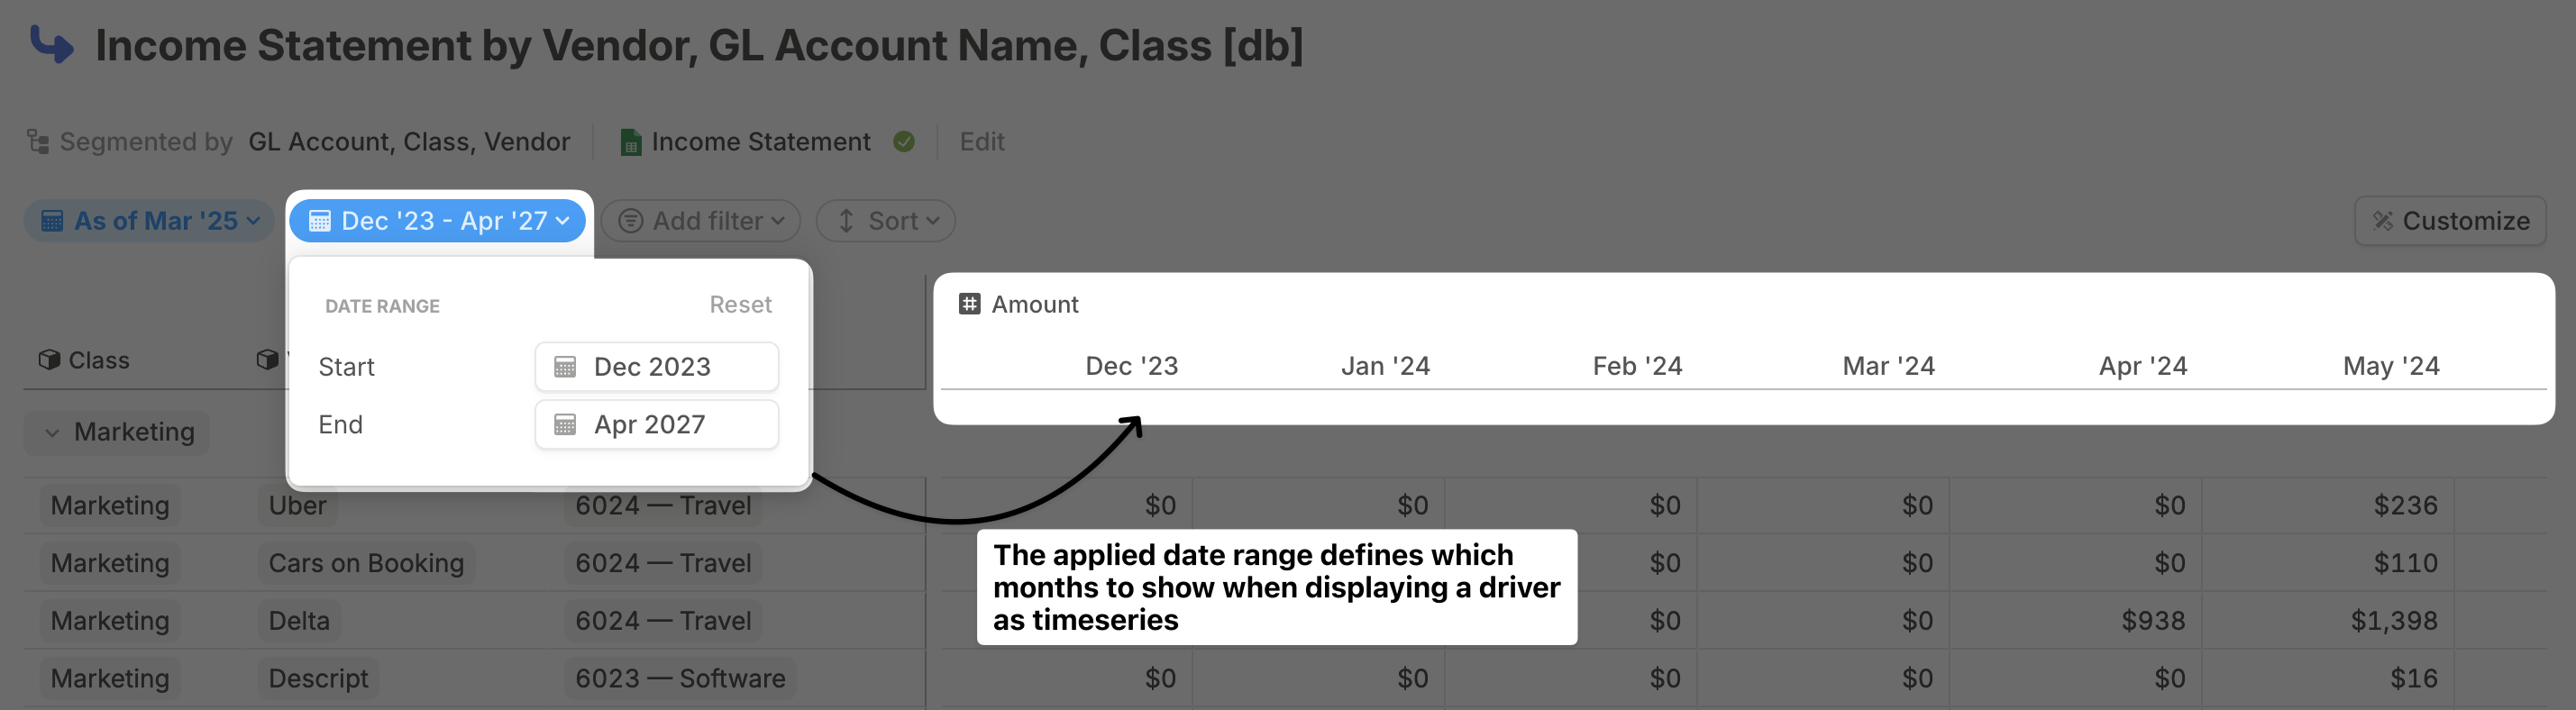 Income Statement by Vendor, GL Account Name, Class [db]
Segmented by GL Account, Class, Vendor Income Statement Edit
As of Mar '25 Dec '23 - Apr '27 Add filter Sort Customize
DATE RANGE Reset
Start Dec 2023
End Apr 2027
Amount
Class Dec '23 Jan '24 Feb '24 Mar '24 Apr '24 May '24
Marketing
Marketing Uber 6024 — Travel $0 $0 $0 $0 $0 $236
Marketing Cars on Booking 6024 — Travel $0 $0 $0 $110
Marketing Delta 6024 — Travel $0 $0 $938 $1,398
Marketing Descript 6023 — Software $0 $0 $0 $0 $0 $16
The applied date range defines which
months to show when displaying a driver
as timeseries